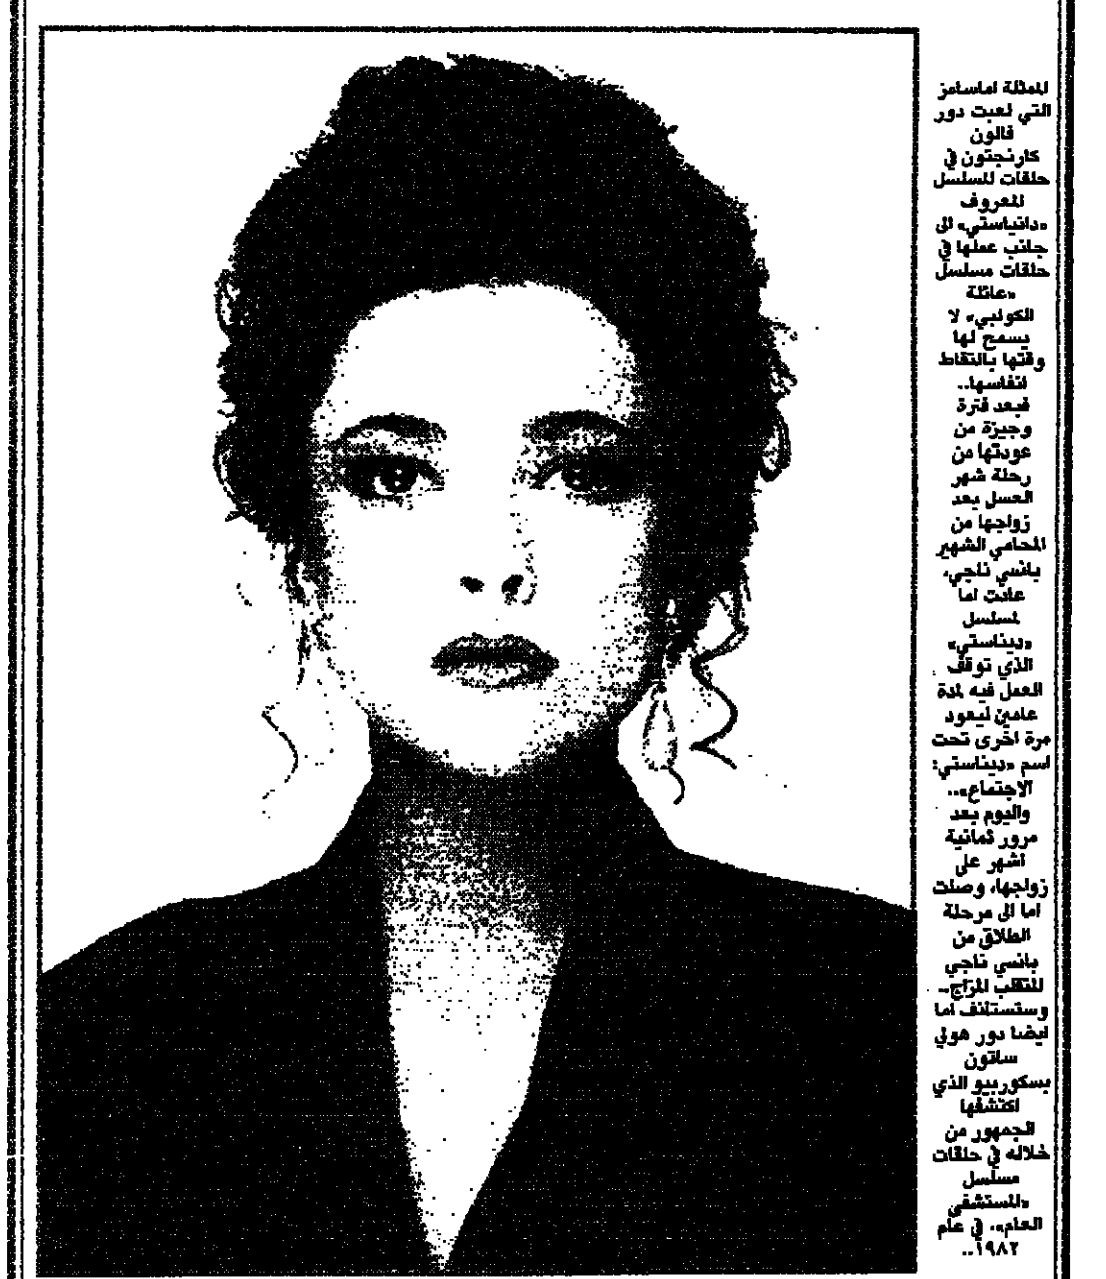 الممثلة اماسامز
التي لعبت دور
فالون
كارنجتون في
حلقات المسلسل
المعروف
«دانياستي» الى
جانب عملها في
حلقات مسلسل
«عائلة
الكولبي» لا
يسمح لها
وقتها بالتقاط
انفاسها..
فبعد فترة
وجيزة من
عودتها من
رحلة شهر
العسل بعد
زواجها من
المحامي الشهير
بانسي ناجي،
عادت اما
لمسلسل
«ديناستي»
الذي توقف
العمل فيه لمدة
عامين ليعود
مرة اخرى تحت
اسم «ديناستي:
الاجتماع»..
واليوم بعد
مرور ثمانية
اشهر على
زواجها، وصلت
اما الى مرحلة
الطلاق من
بانسي ناجي
المتقلب المزاج..
وستستانف اما
ايضا دور هولي
ساتون
بسكوربيو الذي
اكتشفها
الجمهور من
خلاله في حلقات
مسلسل
«المستشفى
العام». في عام
١٩٨٢..